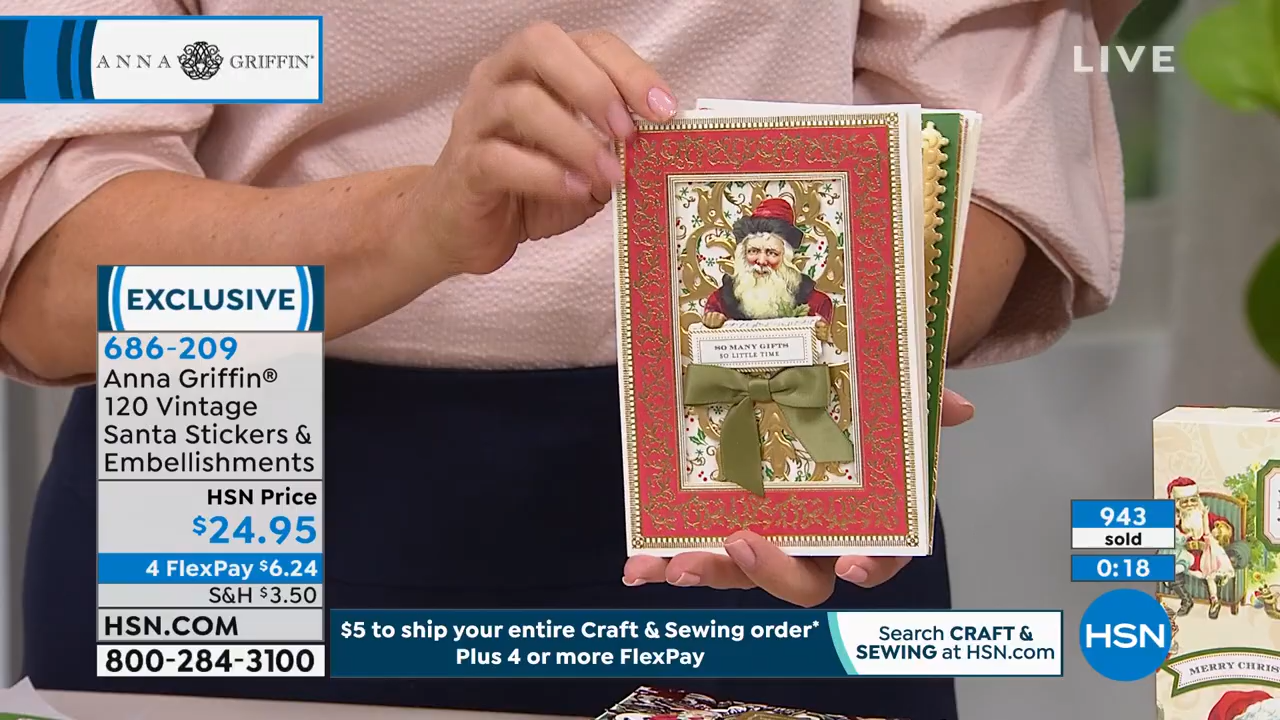 ANNA GRIFFIN
LIVE
EXCLUSIVE
686-209
Anna Griffin®
120 Vintage
Santa Stickers &
Embellishments
HSN Price
$24.95
4 FlexPay $6.24
S&H $3.50
HSN.COM
800-284-3100
SO MANY GIFTS
SO LITTLE TIME
943
sold
0:18
HSN
$5 to ship your entire Craft & Sewing order*
Plus 4 or more FlexPay
Search CRAFT &
SEWING at HSN.com
MERRY CHRIS